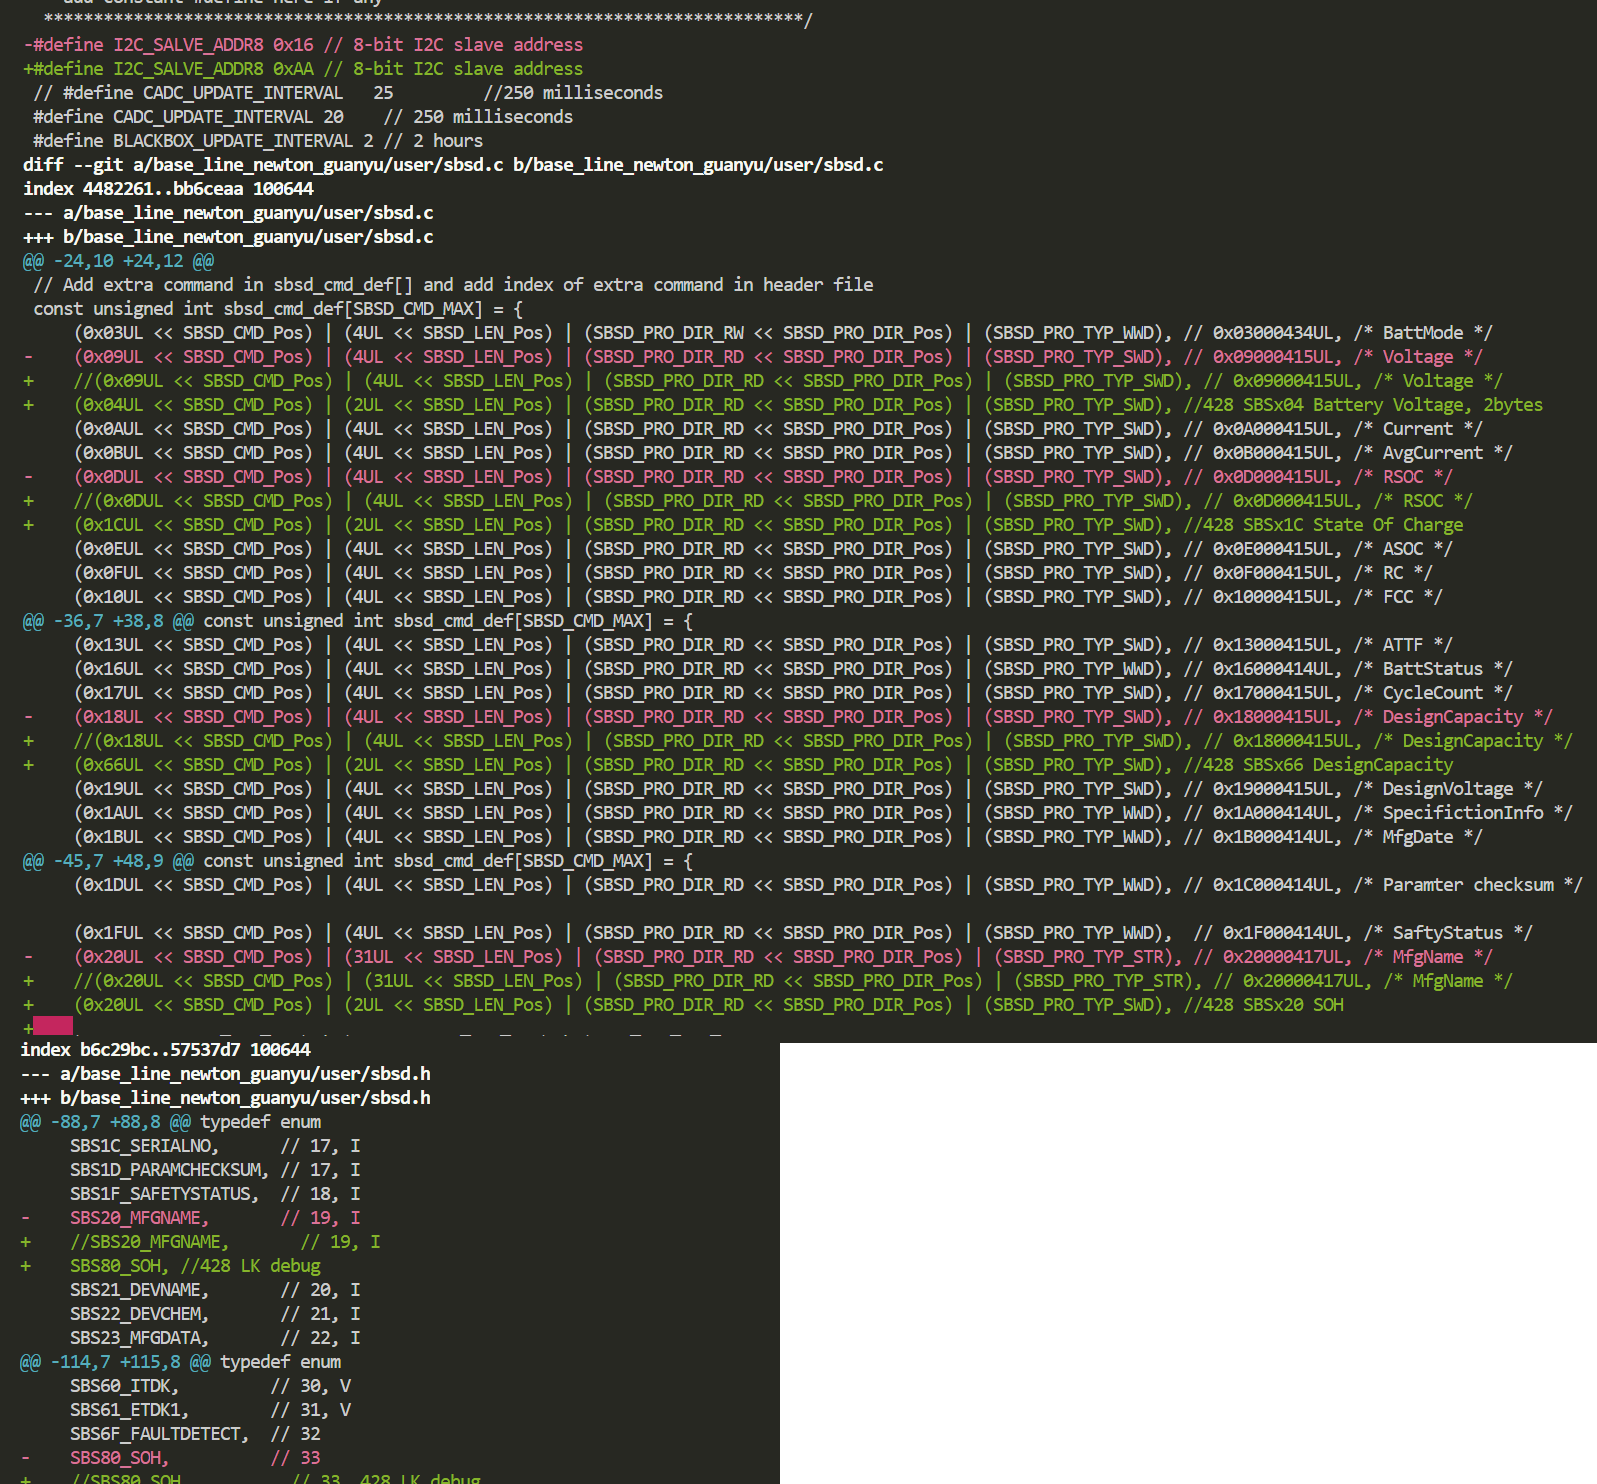 *****************************************************************************/
-#define I2C_SALVE_ADDR8 0x16 // 8-bit I2C slave address
+#define I2C_SALVE_ADDR8 0xAA // 8-bit I2C slave address
// #define CADC_UPDATE_INTERVAL   25         //250 milliseconds
#define CADC_UPDATE_INTERVAL 20    // 250 milliseconds
#define BLACKBOX_UPDATE_INTERVAL 2 // 2 hours
diff --git a/base_line_newton_guanyu/user/sbsd.c b/base_line_newton_guanyu/user/sbsd.c
index 4482261..bb6ceaa 100644
--- a/base_line_newton_guanyu/user/sbsd.c
+++ b/base_line_newton_guanyu/user/sbsd.c
@@ -24,10 +24,12 @@
// Add extra command in sbsd_cmd_def[] and add index of extra command in header file
const unsigned int sbsd_cmd_def[SBSD_CMD_MAX] = {
(0x03UL << SBSD_CMD_Pos) | (4UL << SBSD_LEN_Pos) | (SBSD_PRO_DIR_RW << SBSD_PRO_DIR_Pos) | (SBSD_PRO_TYP_WWD), // 0x03000434UL, /* BattMode */
-    (0x09UL << SBSD_CMD_Pos) | (4UL << SBSD_LEN_Pos) | (SBSD_PRO_DIR_RD << SBSD_PRO_DIR_Pos) | (SBSD_PRO_TYP_SWD), // 0x09000415UL, /* Voltage */
+    //(0x09UL << SBSD_CMD_Pos) | (4UL << SBSD_LEN_Pos) | (SBSD_PRO_DIR_RD << SBSD_PRO_DIR_Pos) | (SBSD_PRO_TYP_SWD), // 0x09000415UL, /* Voltage */
+    (0x04UL << SBSD_CMD_Pos) | (2UL << SBSD_LEN_Pos) | (SBSD_PRO_DIR_RD << SBSD_PRO_DIR_Pos) | (SBSD_PRO_TYP_SWD), //428 SBSx04 Battery Voltage, 2bytes
(0x0AUL << SBSD_CMD_Pos) | (4UL << SBSD_LEN_Pos) | (SBSD_PRO_DIR_RD << SBSD_PRO_DIR_Pos) | (SBSD_PRO_TYP_SWD), // 0x0A000415UL, /* Current */
(0x0BUL << SBSD_CMD_Pos) | (4UL << SBSD_LEN_Pos) | (SBSD_PRO_DIR_RD << SBSD_PRO_DIR_Pos) | (SBSD_PRO_TYP_SWD), // 0x0B000415UL, /* AvgCurrent */
-    (0x0DUL << SBSD_CMD_Pos) | (4UL << SBSD_LEN_Pos) | (SBSD_PRO_DIR_RD << SBSD_PRO_DIR_Pos) | (SBSD_PRO_TYP_SWD), // 0x0D000415UL, /* RSOC */
+    //(0x0DUL << SBSD_CMD_Pos) | (4UL << SBSD_LEN_Pos) | (SBSD_PRO_DIR_RD << SBSD_PRO_DIR_Pos) | (SBSD_PRO_TYP_SWD), // 0x0D000415UL, /* RSOC */
+    (0x1CUL << SBSD_CMD_Pos) | (2UL << SBSD_LEN_Pos) | (SBSD_PRO_DIR_RD << SBSD_PRO_DIR_Pos) | (SBSD_PRO_TYP_SWD), //428 SBSx1C State Of Charge
(0x0EUL << SBSD_CMD_Pos) | (4UL << SBSD_LEN_Pos) | (SBSD_PRO_DIR_RD << SBSD_PRO_DIR_Pos) | (SBSD_PRO_TYP_SWD), // 0x0E000415UL, /* ASOC */
(0x0FUL << SBSD_CMD_Pos) | (4UL << SBSD_LEN_Pos) | (SBSD_PRO_DIR_RD << SBSD_PRO_DIR_Pos) | (SBSD_PRO_TYP_SWD), // 0x0F000415UL, /* RC */
(0x10UL << SBSD_CMD_Pos) | (4UL << SBSD_LEN_Pos) | (SBSD_PRO_DIR_RD << SBSD_PRO_DIR_Pos) | (SBSD_PRO_TYP_SWD), // 0x10000415UL, /* FCC */
@@ -36,7 +38,8 @@ const unsigned int sbsd_cmd_def[SBSD_CMD_MAX] = {
(0x13UL << SBSD_CMD_Pos) | (4UL << SBSD_LEN_Pos) | (SBSD_PRO_DIR_RD << SBSD_PRO_DIR_Pos) | (SBSD_PRO_TYP_SWD), // 0x13000415UL, /* ATTF */
(0x16UL << SBSD_CMD_Pos) | (4UL << SBSD_LEN_Pos) | (SBSD_PRO_DIR_RD << SBSD_PRO_DIR_Pos) | (SBSD_PRO_TYP_WWD), // 0x16000414UL, /* BattStatus */
(0x17UL << SBSD_CMD_Pos) | (4UL << SBSD_LEN_Pos) | (SBSD_PRO_DIR_RD << SBSD_PRO_DIR_Pos) | (SBSD_PRO_TYP_SWD), // 0x17000415UL, /* CycleCount */
-    (0x18UL << SBSD_CMD_Pos) | (4UL << SBSD_LEN_Pos) | (SBSD_PRO_DIR_RD << SBSD_PRO_DIR_Pos) | (SBSD_PRO_TYP_SWD), // 0x18000415UL, /* DesignCapacity */
+    //(0x18UL << SBSD_CMD_Pos) | (4UL << SBSD_LEN_Pos) | (SBSD_PRO_DIR_RD << SBSD_PRO_DIR_Pos) | (SBSD_PRO_TYP_SWD), // 0x18000415UL, /* DesignCapacity */
+    (0x66UL << SBSD_CMD_Pos) | (2UL << SBSD_LEN_Pos) | (SBSD_PRO_DIR_RD << SBSD_PRO_DIR_Pos) | (SBSD_PRO_TYP_SWD), //428 SBSx66 DesignCapacity
(0x19UL << SBSD_CMD_Pos) | (4UL << SBSD_LEN_Pos) | (SBSD_PRO_DIR_RD << SBSD_PRO_DIR_Pos) | (SBSD_PRO_TYP_SWD), // 0x19000415UL, /* DesignVoltage */
(0x1AUL << SBSD_CMD_Pos) | (4UL << SBSD_LEN_Pos) | (SBSD_PRO_DIR_RD << SBSD_PRO_DIR_Pos) | (SBSD_PRO_TYP_WWD), // 0x1A000414UL, /* SpecifictionInfo */
(0x1BUL << SBSD_CMD_Pos) | (4UL << SBSD_LEN_Pos) | (SBSD_PRO_DIR_RD << SBSD_PRO_DIR_Pos) | (SBSD_PRO_TYP_WWD), // 0x1B000414UL, /* MfgDate */
@@ -45,7 +48,9 @@ const unsigned int sbsd_cmd_def[SBSD_CMD_MAX] = {
(0x1DUL << SBSD_CMD_Pos) | (4UL << SBSD_LEN_Pos) | (SBSD_PRO_DIR_RD << SBSD_PRO_DIR_Pos) | (SBSD_PRO_TYP_WWD), // 0x1C000414UL, /* Paramter checksum */
(0x1FUL << SBSD_CMD_Pos) | (4UL << SBSD_LEN_Pos) | (SBSD_PRO_DIR_RD << SBSD_PRO_DIR_Pos) | (SBSD_PRO_TYP_WWD),  // 0x1F000414UL, /* SaftyStatus */
-    (0x20UL << SBSD_CMD_Pos) | (31UL << SBSD_LEN_Pos) | (SBSD_PRO_DIR_RD << SBSD_PRO_DIR_Pos) | (SBSD_PRO_TYP_STR), // 0x20000417UL, /* MfgName */
+    //(0x20UL << SBSD_CMD_Pos) | (31UL << SBSD_LEN_Pos) | (SBSD_PRO_DIR_RD << SBSD_PRO_DIR_Pos) | (SBSD_PRO_TYP_STR), // 0x20000417UL, /* MfgName */
+    (0x20UL << SBSD_CMD_Pos) | (2UL << SBSD_LEN_Pos) | (SBSD_PRO_DIR_RD << SBSD_PRO_DIR_Pos) | (SBSD_PRO_TYP_SWD), //428 SBSx20 SOH
+
index b6c29bc..57537d7 100644
--- a/base_line_newton_guanyu/user/sbsd.h
+++ b/base_line_newton_guanyu/user/sbsd.h
@@ -88,7 +88,8 @@ typedef enum
SBS1C_SERIALNO,      // 17, I
SBS1D_PARAMCHECKSUM, // 17, I
SBS1F_SAFETYSTATUS,  // 18, I
-    SBS20_MFGNAME,       // 19, I
+    //SBS20_MFGNAME,       // 19, I
+    SBS80_SOH, //428 LK debug
SBS21_DEVNAME,       // 20, I
SBS22_DEVCHEM,       // 21, I
SBS23_MFGDATA,       // 22, I
@@ -114,7 +115,8 @@ typedef enum
SBS60_ITDK,         // 30, V
SBS61_ETDK1,        // 31, V
SBS6F_FAULTDETECT,  // 32
-    SBS80_SOH,          // 33
+    //SBS80_SOH          // 33  428 LK debug